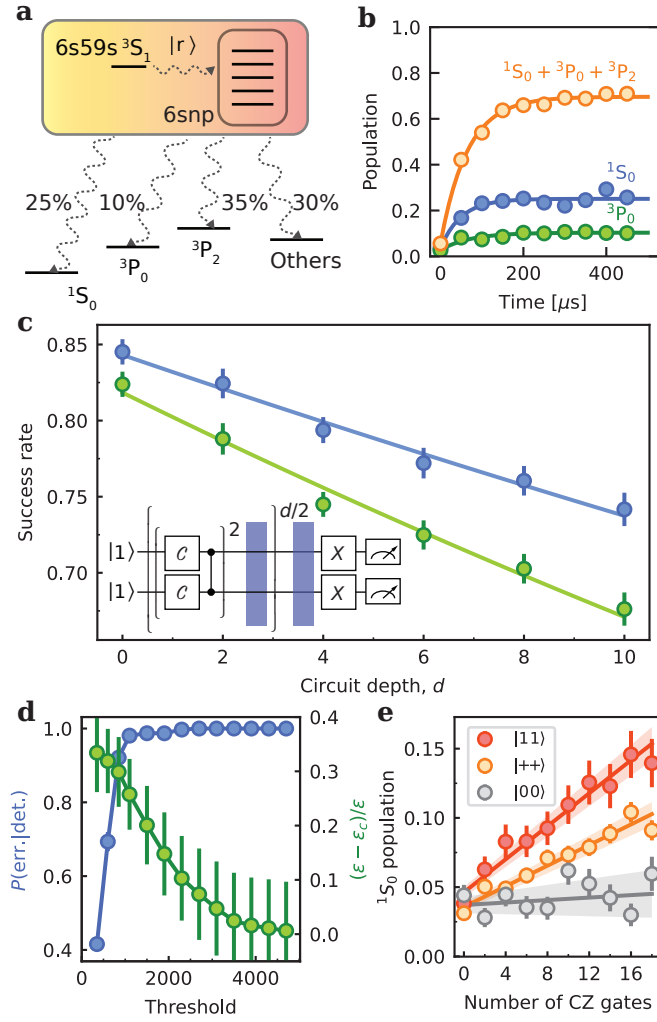 a
6s59s ³S₁
|r⟩
6snp
25%
10%
35%
30%
¹S₀
³P₀
³P₂
Others
b
Population
1.0
0.8
0.6
0.4
0.2
0.0
¹S₀ + ³P₀ + ³P₂
¹S₀
³P₀
0
200
400
Time [μs]
c
Success rate
0.85
0.80
0.75
0.70
|1⟩
|1⟩
C
C
2
d/2
X
X
0
2
4
6
8
10
Circuit depth, d
d
P(err.|det.)
1.0
0.8
0.6
0.4
0.4
0.3
0.2
0.1
0.0
(ε − ε_c)/ε
0
2000
4000
Threshold
e
¹S₀ population
0.15
0.10
0.05
0.00
|11⟩
|++⟩
|00⟩
0
4
8
12
16
Number of CZ gates